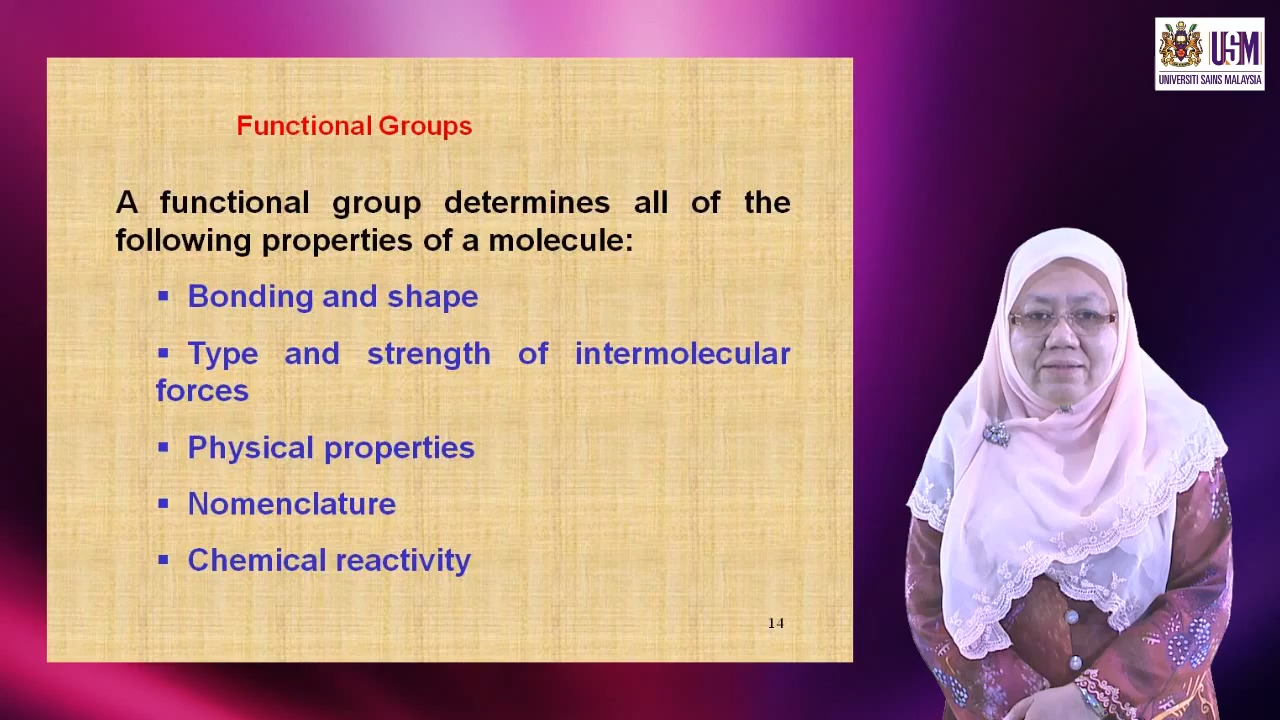 USM
UNIVERSITI SAINS MALAYSIA
Functional Groups
A functional group determines all of the
following properties of a molecule:
▪ Bonding and shape
▪ Type and strength of intermolecular
forces
▪ Physical properties
▪ Nomenclature
▪ Chemical reactivity
14